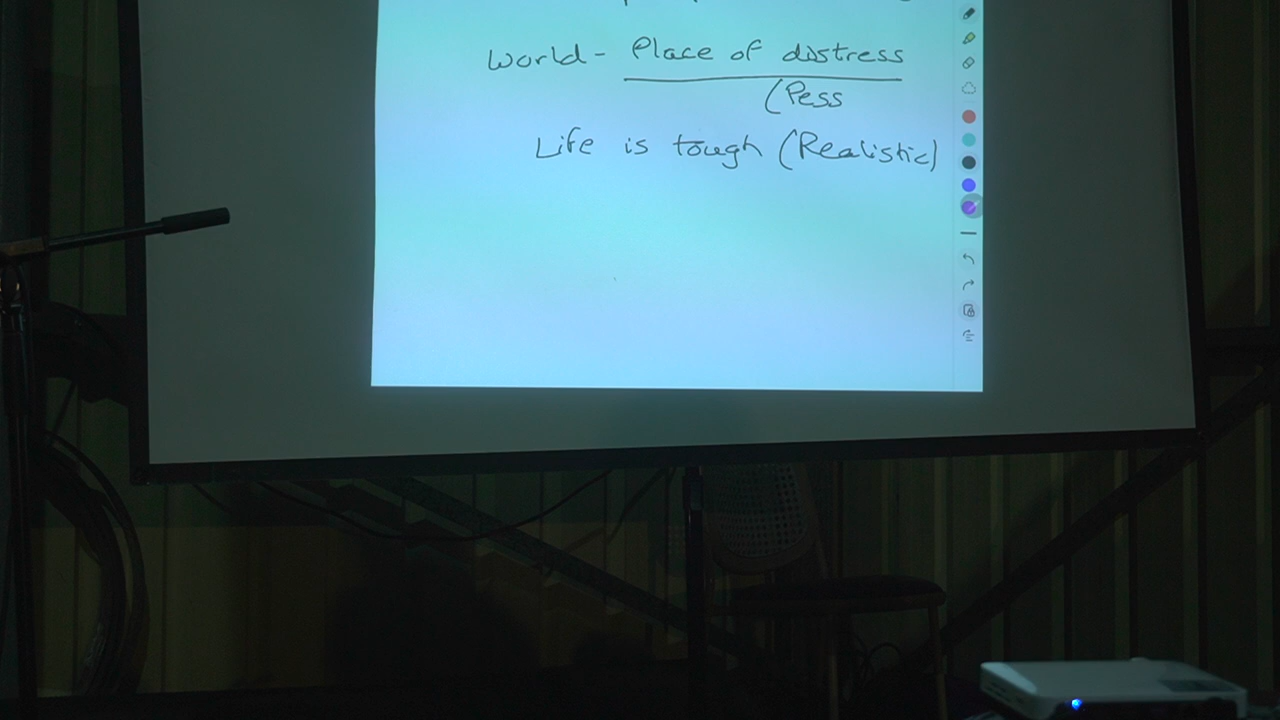 World - Place of distress
(Pess
Life is tough (Realistic)